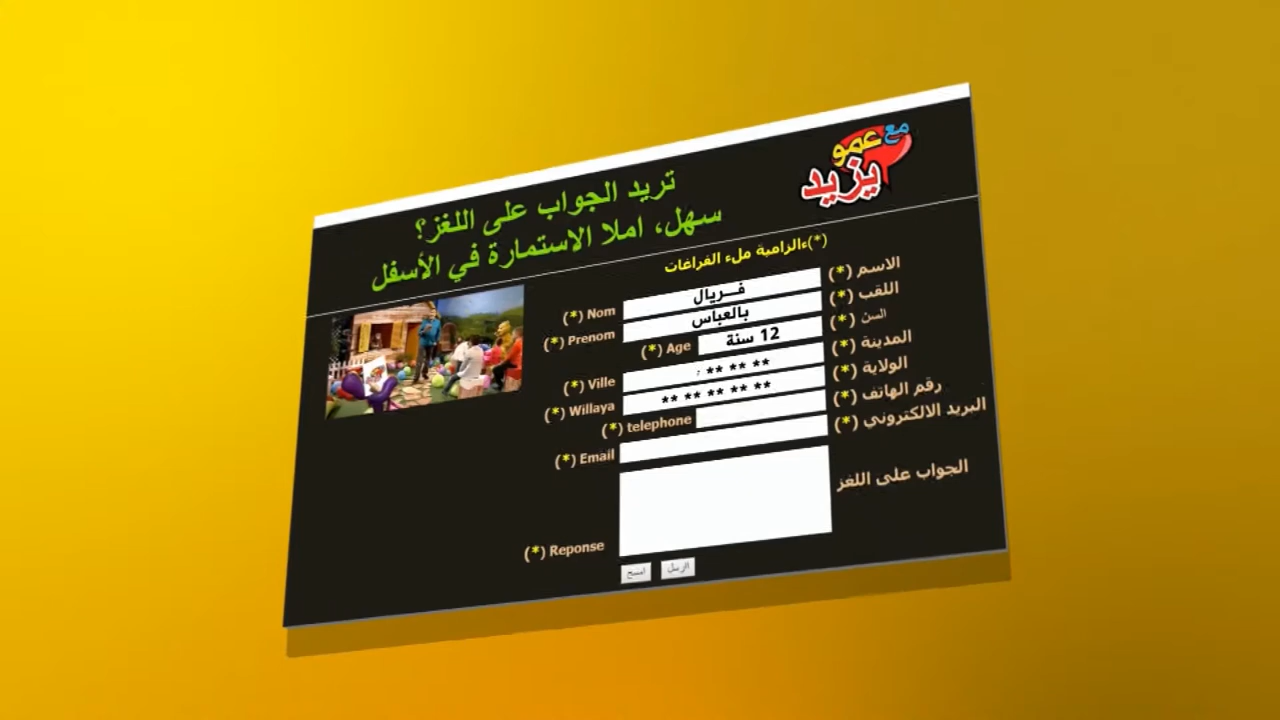 مع عمو
يزيد
تريد الجواب على اللغز؟
سهل، املا الاستمارة في الأسفل
(*)ءالزامية ملء الفراغات
الاسم (*) فــريال Nom (*)
اللقب (*) بالعباس Prenom (*)
السن (*) 12 سنة Age (*)
المدينة (*) ** ** ** Ville (*)
الولاية (*) ** ** ** ** ** Willaya (*)
رقم الهاتف (*) telephone (*)
البريد الالكتروني (*) Email (*)
الجواب على اللغز
Reponse (*)
ارسل امسح